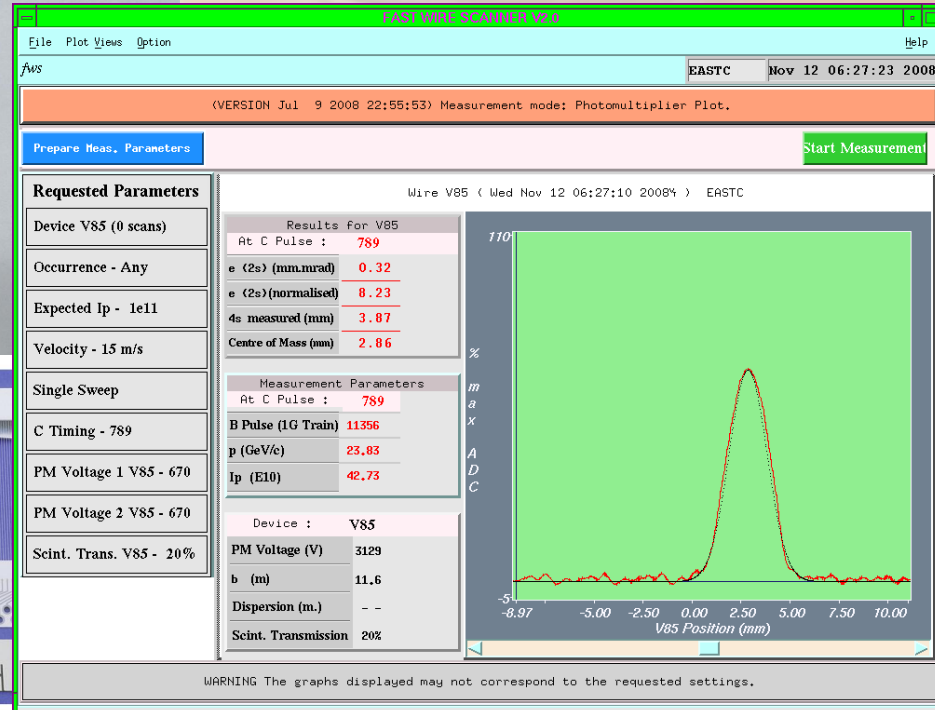 FAST WIRE SCANNER V2.0
File Plot Views Option Help
fws
EASTC Nov 12 06:27:23 2008
(VERSION Jul 9 2008 22:55:53) Measurement mode: Photomultiplier Plot.
Prepare Meas. Parameters
Start Measurement
Requested Parameters
Device V85 (0 scans)
Occurrence - Any
Expected Ip - 1e11
Velocity - 15 m/s
Single Sweep
C Timing - 789
PM Voltage 1 V85 - 670
PM Voltage 2 V85 - 670
Scint. Trans. V85 - 20%
Wire V85 ( Wed Nov 12 06:27:10 2008% ) EASTC
Results for V85
At C Pulse : 789
e (2s) (mm.mrad) 0.32
e (2s)(normalised) 8.23
4s measured (mm) 3.87
Centre of Mass (mm) 2.86
Measurement Parameters
At C Pulse : 789
B Pulse (1G Train) 11356
p (GeV/c) 23.83
Ip (E10) 42.73
Device : V85
PM Voltage (V) 3129
b (m) 11.6
Dispersion (m.) - -
Scint. Transmission 20%
110
% max ADC
-5
-8.97 -5.00 -2.50 0.00 2.50 5.00 7.50 10.00
V85 Position (mm)
WARNING The graphs displayed may not correspond to the requested settings.